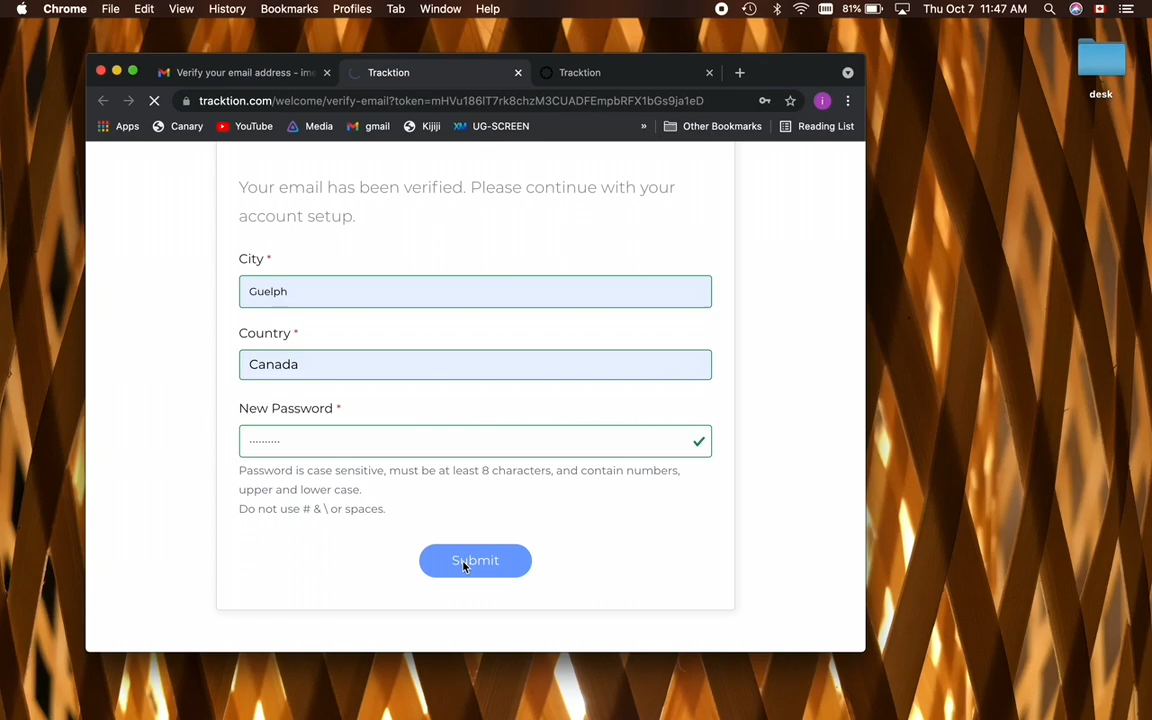 Chrome File Edit View History Bookmarks Profiles Tab Window Help 81% Thu Oct 7 11:47 AM
desk
Verify your email address - ime Tracktion Tracktion
tracktion.com/welcome/verify-email?token=mHVu186IT7rk8chzM3CUADFEmpbRFX1bGs9ja1eD i
Apps Canary YouTube Media gmail Kijiji XM UG-SCREEN » Other Bookmarks Reading List
Your email has been verified. Please continue with your
account setup.
City *
Guelph
Country *
Canada
New Password *
··········
Password is case sensitive, must be at least 8 characters, and contain numbers,
upper and lower case.
Do not use # & \ or spaces.
Submit